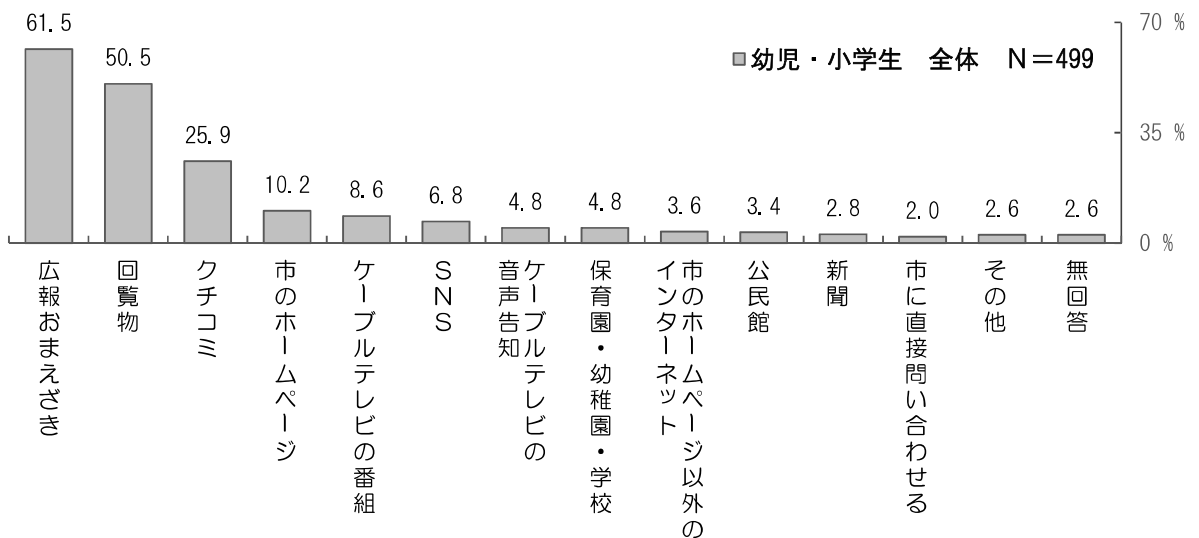 61.5
50.5
25.9
10.2
8.6
6.8
4.8
4.8
3.6
3.4
2.8
2.0
2.6
2.6
70 %
35 %
0 %
幼児・小学生 全体 N=499
広報おまえざき
回覧物
クチコミ
市のホームページ
ケーブルテレビの番組
SNS
ケーブルテレビの
音声告知
保育園・幼稚園・学校
市のホームページ以外の
インターネット
公民館
新聞
市に直接問い合わせる
その他
無回答